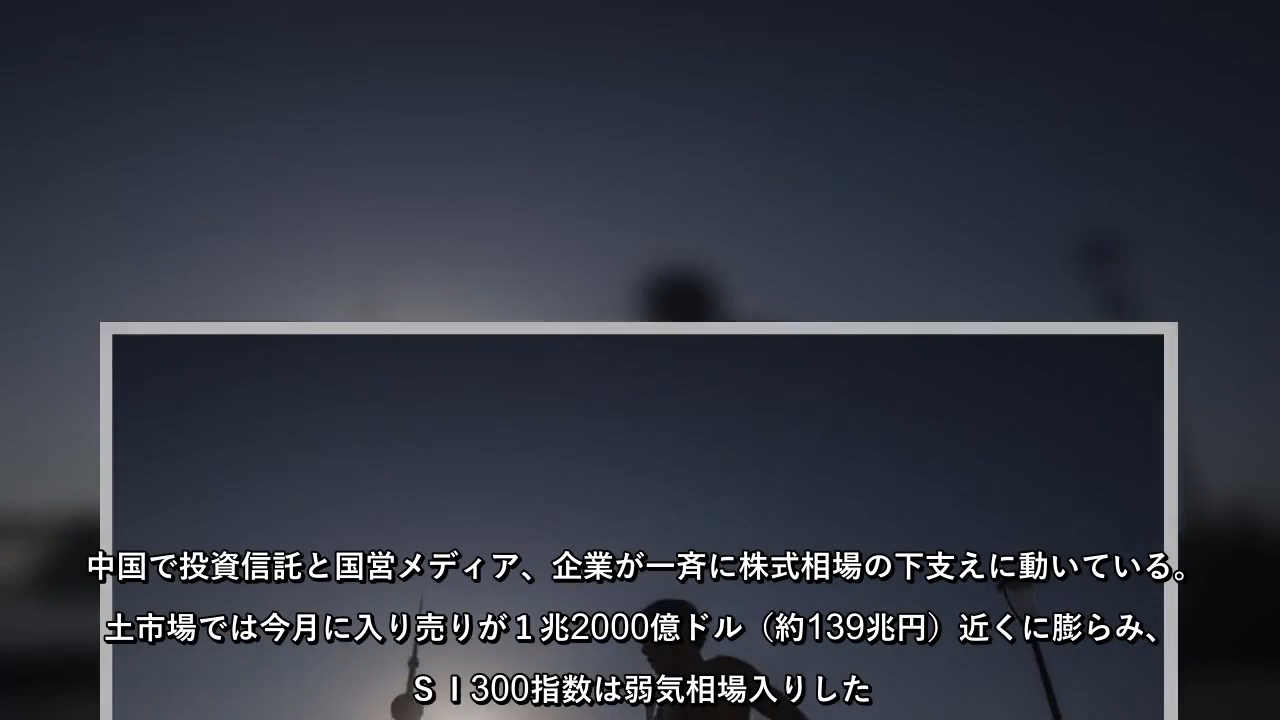 中国で投資信託と国営メディア、企業が一斉に株式相場の下支えに動いている。
土市場では今月に入り売りが１兆2000億ドル（約139兆円）近くに膨らみ、
ＳＩ300指数は弱気相場入りした